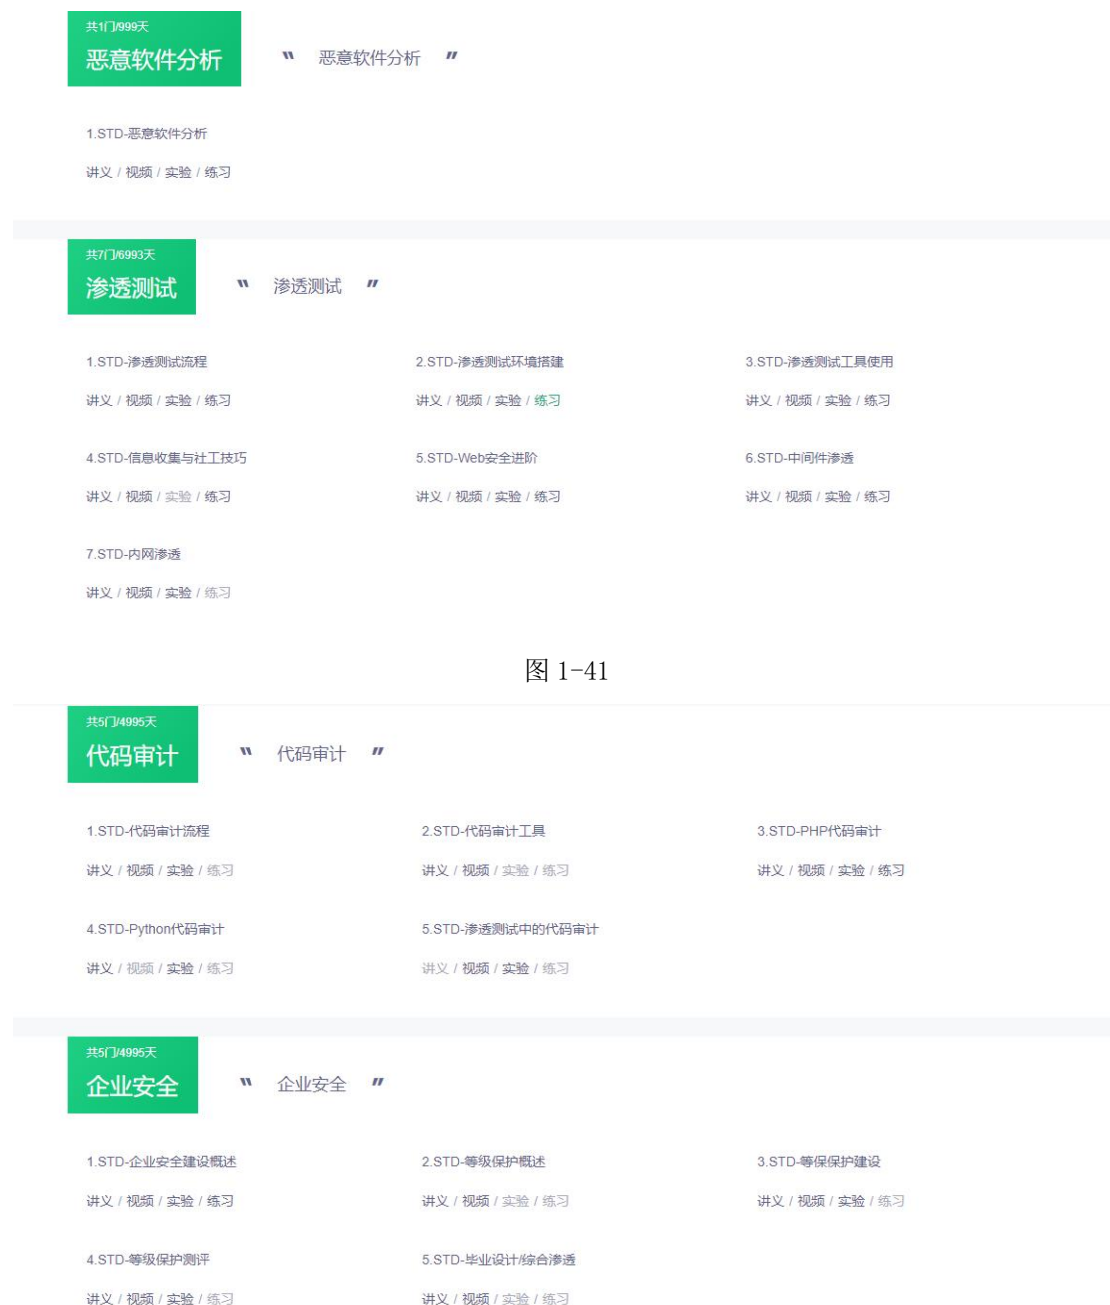 共1门/999天
恶意软件分析 〝 恶意软件分析 〞
1.STD-恶意软件分析
讲义 / 视频 / 实验 / 练习
共7门/6993天
渗透测试 〝 渗透测试 〞
1.STD-渗透测试流程 2.STD-渗透测试环境搭建 3.STD-渗透测试工具使用
讲义 / 视频 / 实验 / 练习 讲义 / 视频 / 实验 / 练习 讲义 / 视频 / 实验 / 练习
4.STD-信息收集与社工技巧 5.STD-Web安全进阶 6.STD-中间件渗透
讲义 / 视频 / 实验 / 练习 讲义 / 视频 / 实验 / 练习 讲义 / 视频 / 实验 / 练习
7.STD-内网渗透
讲义 / 视频 / 实验 / 练习
图 1-41
共5门/4995天
代码审计 〝 代码审计 〞
1.STD-代码审计流程 2.STD-代码审计工具 3.STD-PHP代码审计
讲义 / 视频 / 实验 / 练习 讲义 / 视频 / 实验 / 练习 讲义 / 视频 / 实验 / 练习
4.STD-Python代码审计 5.STD-渗透测试中的代码审计
讲义 / 视频 / 实验 / 练习 讲义 / 视频 / 实验 / 练习
共5门/4995天
企业安全 〝 企业安全 〞
1.STD-企业安全建设概述 2.STD-等级保护概述 3.STD-等保保护建设
讲义 / 视频 / 实验 / 练习 讲义 / 视频 / 实验 / 练习 讲义 / 视频 / 实验 / 练习
4.STD-等级保护测评 5.STD-毕业设计/综合渗透
讲义 / 视频 / 实验 / 练习 讲义 / 视频 / 实验 / 练习